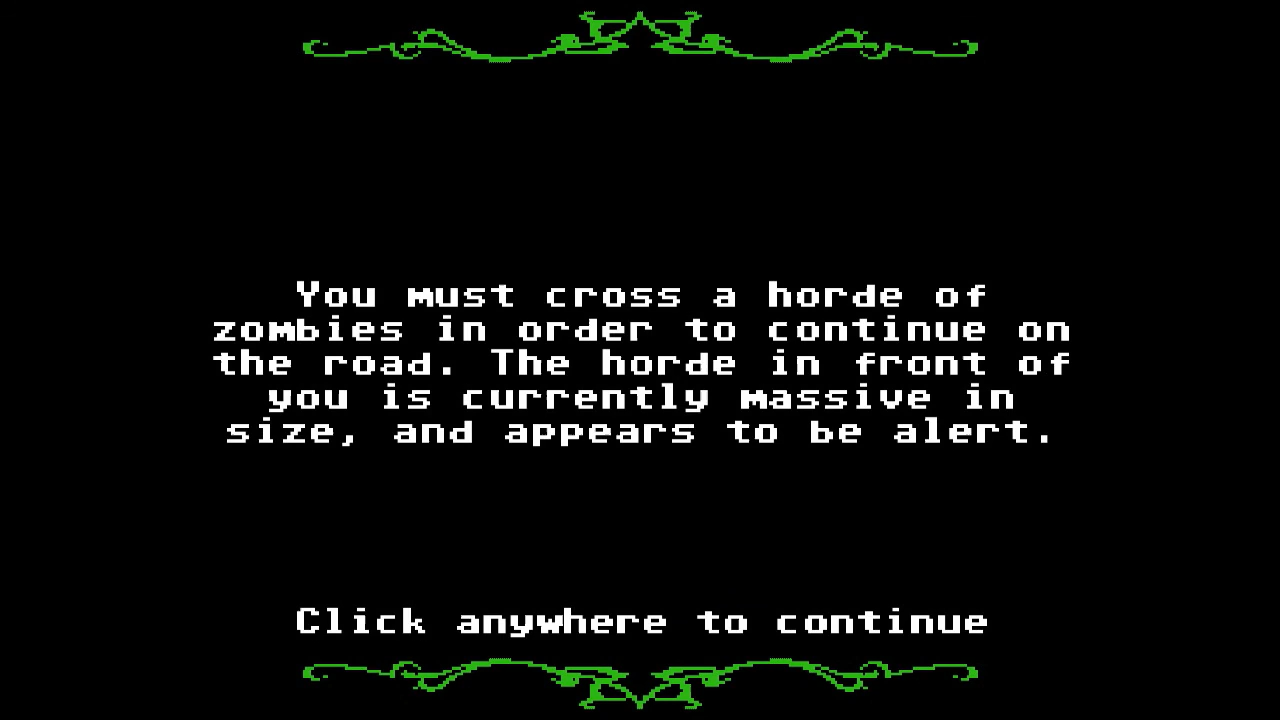 You must cross a horde of
zombies in order to continue on
the road. The horde in front of
you is currently massive in
size, and appears to be alert.
Click anywhere to continue